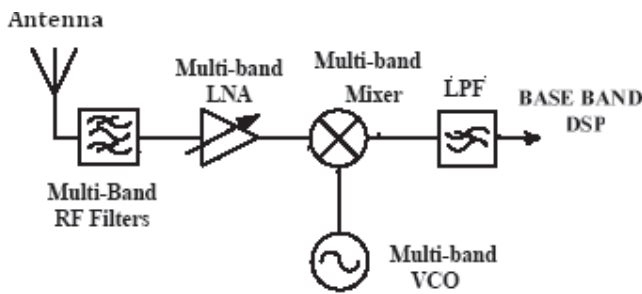 Antenna
Multi-band
LNA
Multi-band
Mixer
LPF
BASE BAND
DSP
Multi-Band
RF Filters
Multi-band
VCO